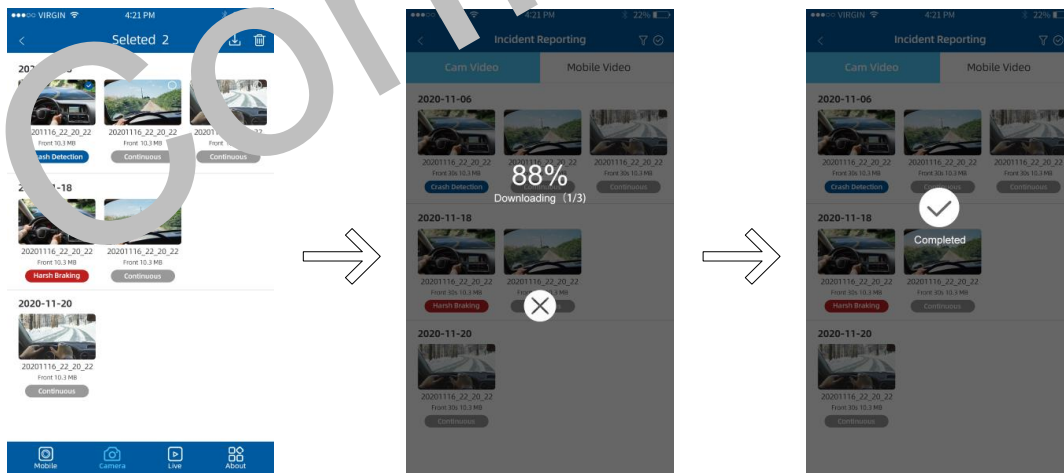 VIRGIN 4:21 PM
Seleted 2
20201116_22_20_22 20201116_22_20_22
Front 10.3 MB Front 10.3 MB
Crash Detection Continuous Continuous
20201116_22_20_22 20201116_22_20_22
Front 10.3 MB Front 10.3 MB
Harsh Braking Continuous
2020-11-20
20201116_22_20_22
Front 10.3 MB
Continuous
Mobile Camera Live About
4:21 PM 22%
Incident Reporting
Cam Video Mobile Video
2020-11-06
20201116_22_20_22 20201116_22_20_22 20201116_22_20_22
Front 30s 10.3 MB Front 30s 10.3 MB
Crash Detection Continuous
88%
Downloading (1/3)
2020-11-18
20201116_22_20_22 20201116_22_20_22
Front 30s 10.3 MB
Harsh Braking
2020-11-20
20201116_22_20_22
Front 30s 10.3 MB
Continuous
VIRGIN 4:21 PM 22%
Incident Reporting
Cam Video Mobile Video
2020-11-06
20201116_22_20_22 20201116_22_20_22 20201116_22_20_22
Front 30s 10.3 MB Front 30s 10.3 MB Front 30s 10.3 MB
Crash Detection Continuous
2020-11-18
Completed
20201116_22_20_22 20201116_22_20_22
Front 30s 10.3 MB Front 30s 10.3 MB
Harsh Braking Continuous
2020-11-20
20201116_22_20_22
Front 30s 10.3 MB
Continuous